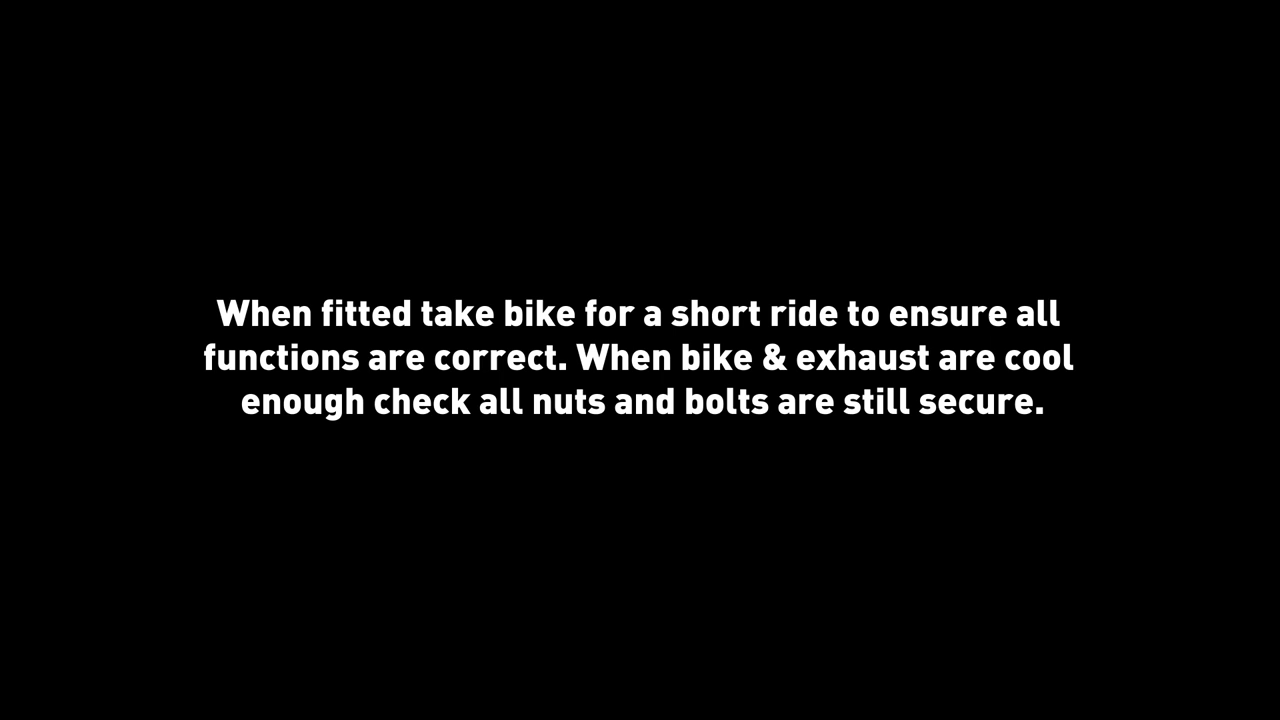 When fitted take bike for a short ride to ensure all
functions are correct. When bike & exhaust are cool
enough check all nuts and bolts are still secure.